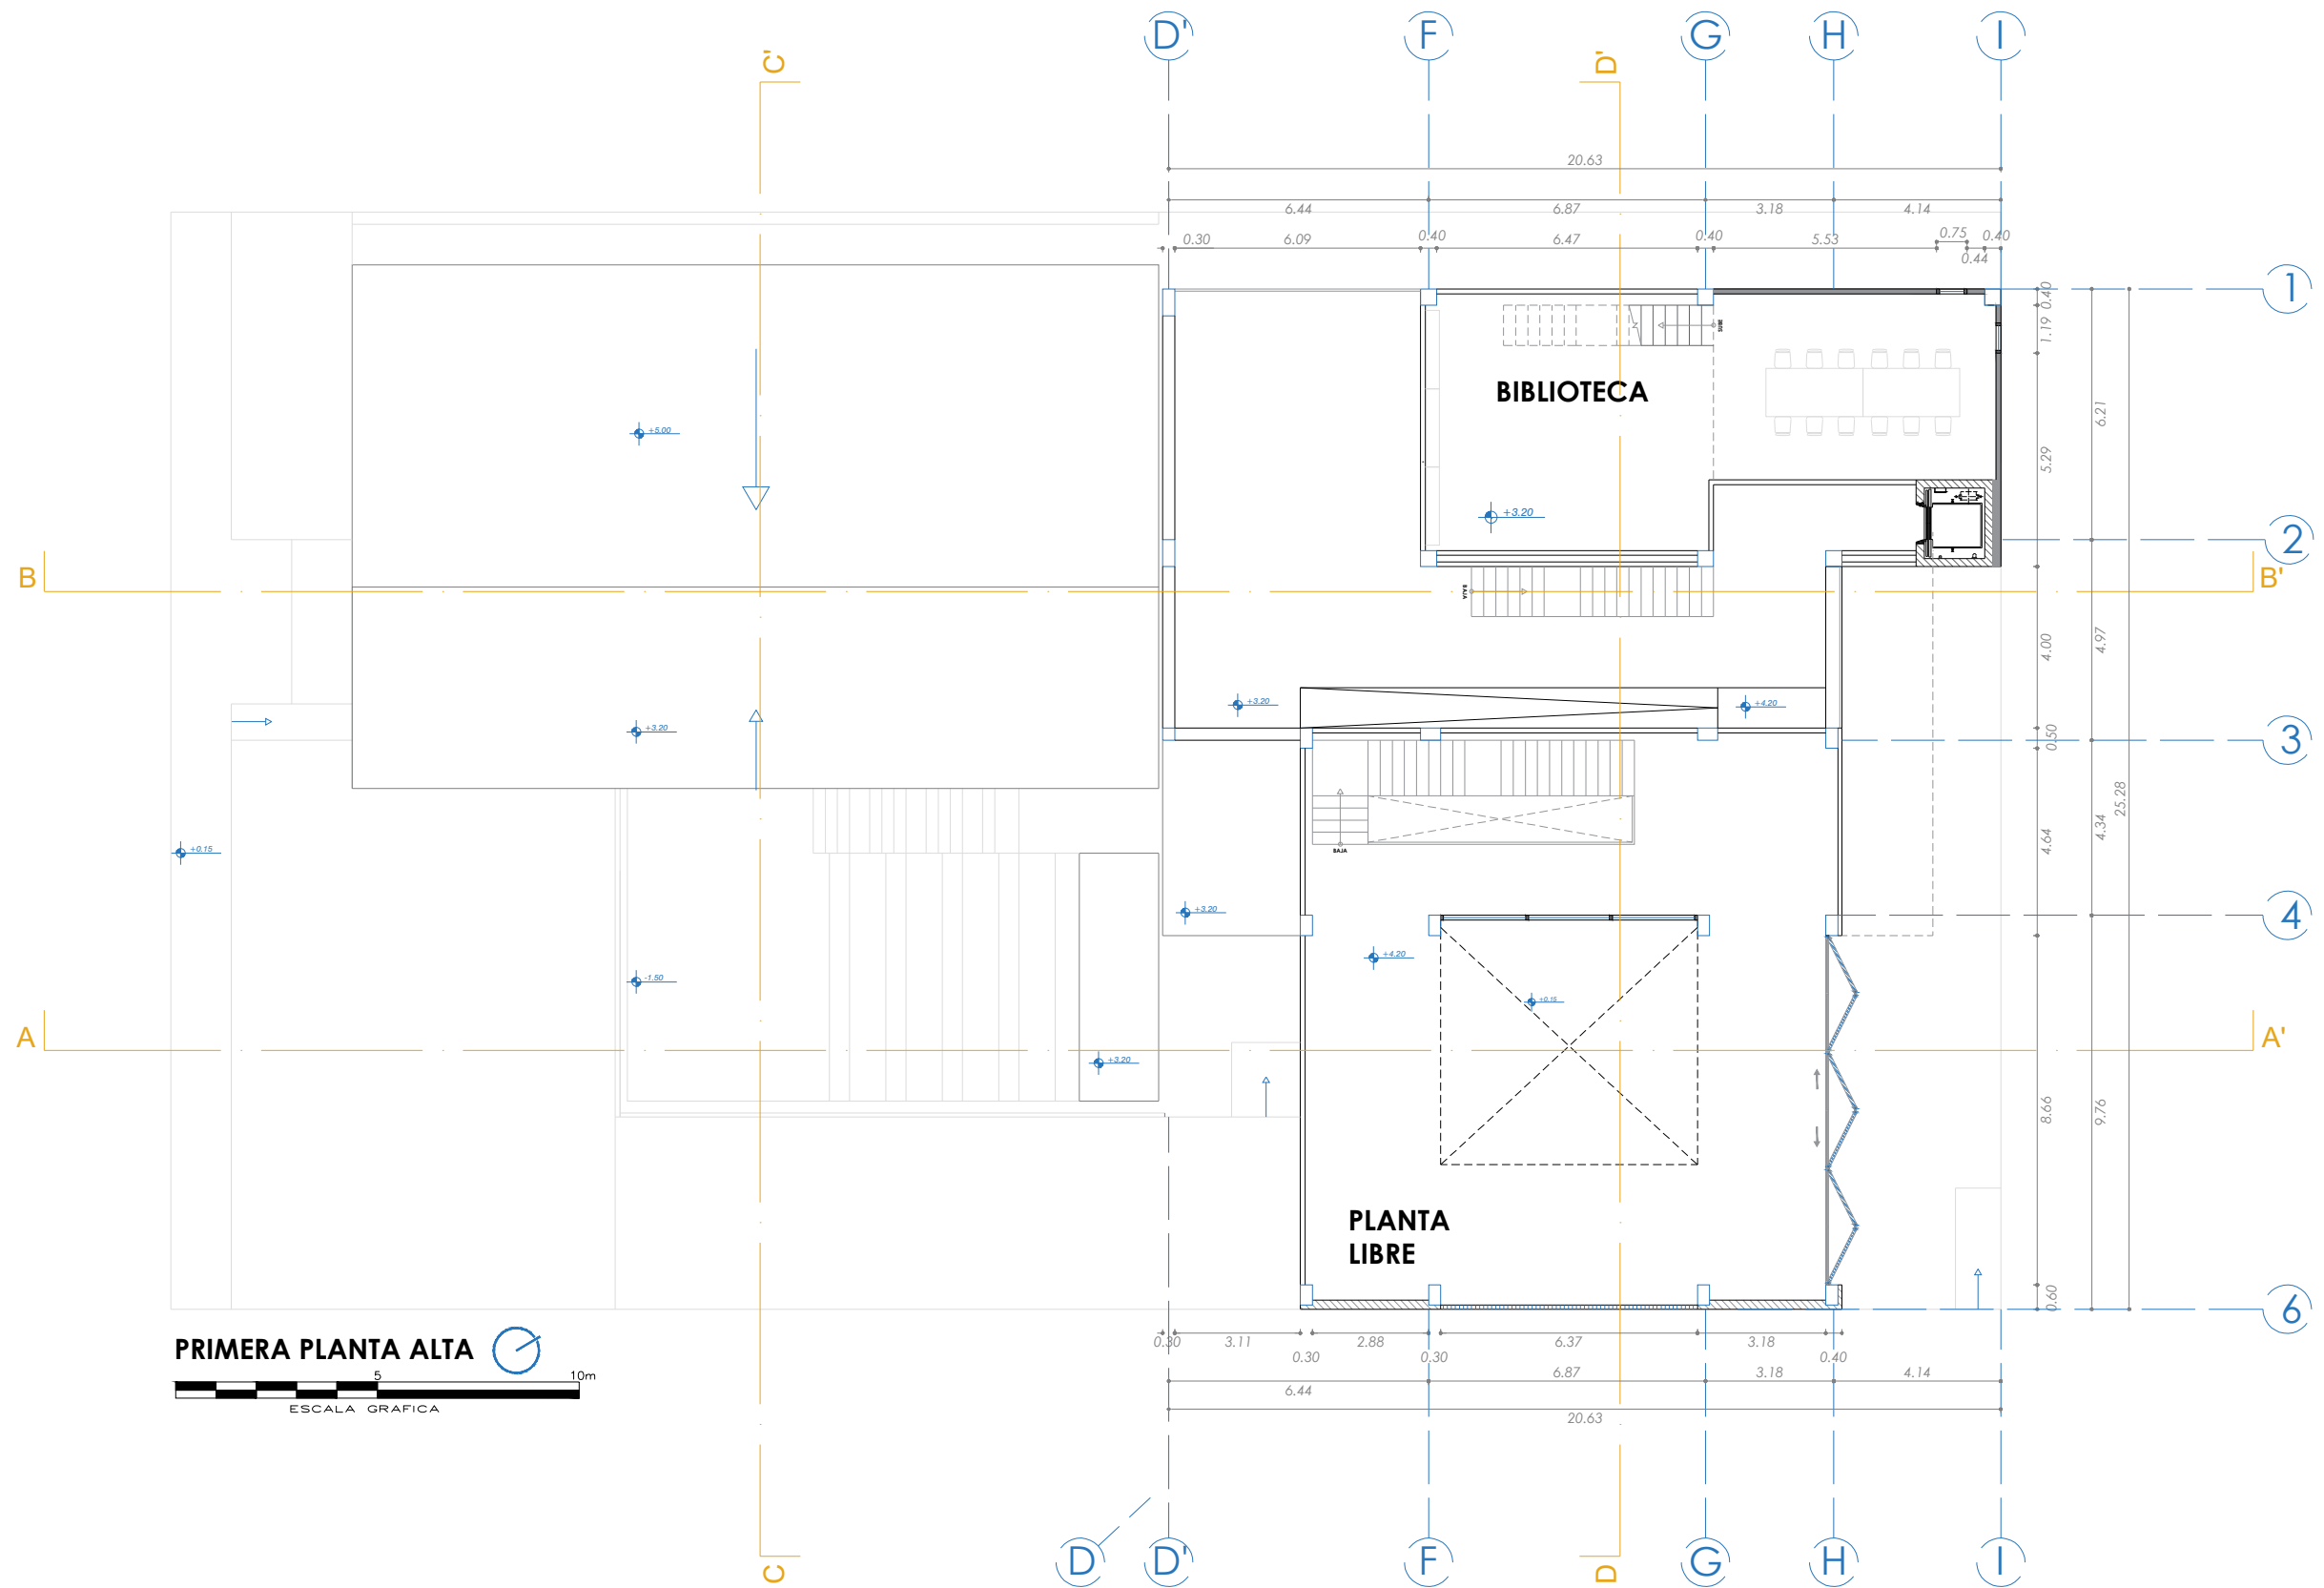 D' F G H I
C' D'
20.63
6.44 6.87 3.18 4.14
0.30 6.09 0.40 6.47 0.40 5.53 0.75 0.40
0.44
1
0.40
1.19
SUBE
BIBLIOTECA
6.21
+5.00
5.29
+3.20
2
B B'
BAJA
4.00
4.97
+3.20 +4.20
+3.20
3
0.50
25.28
4.34
4.64
+0.15
BAJA
+3.20
4
+4.20
-1.50
+0.15
A A'
+3.20
8.66
9.76
PLANTA
LIBRE
0.60
6
PRIMERA PLANTA ALTA
5 10m
ESCALA GRAFICA
0.30 3.11 2.88 6.37 3.18
0.30 0.30 0.40
6.87 3.18 4.14
6.44
20.63
C D
D D' F G H I